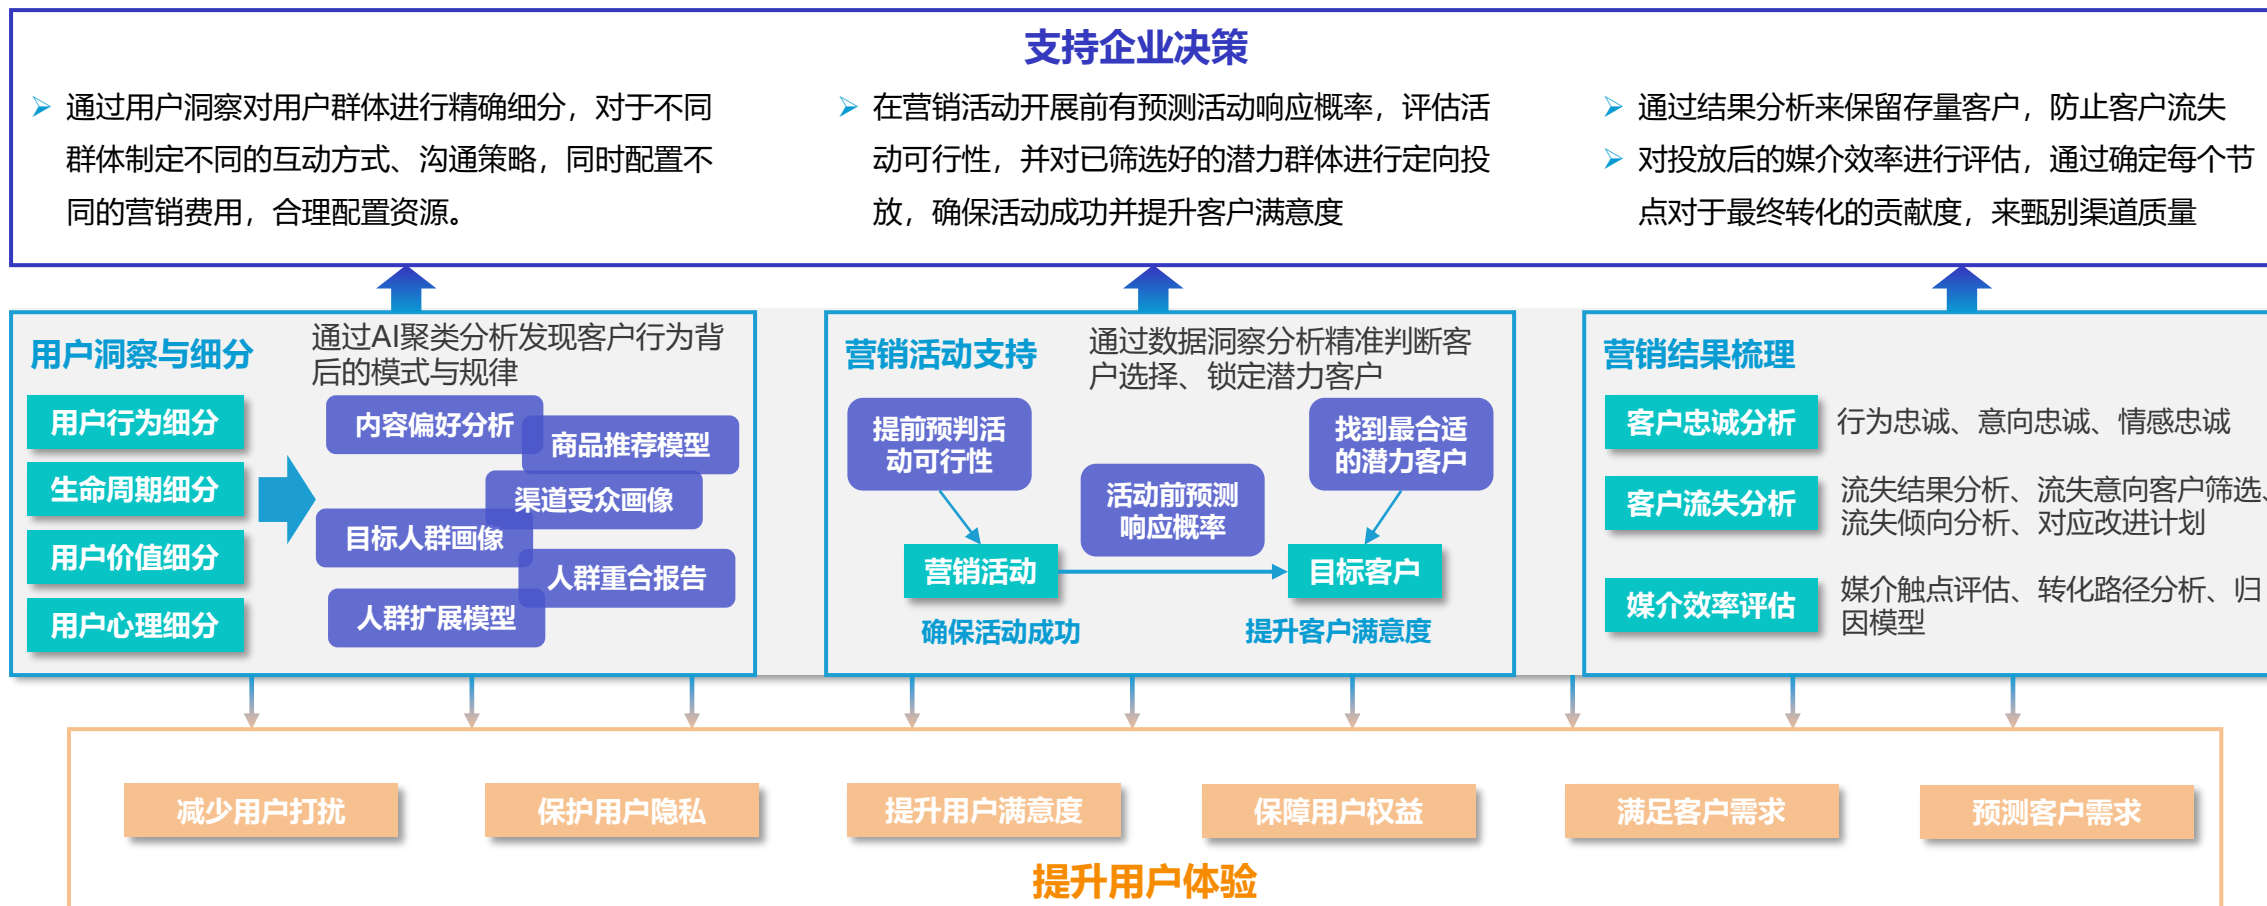 支持企业决策
通过用户洞察对用户群体进行精确细分，对于不同
群体制定不同的互动方式、沟通策略，同时配置不
同的营销费用，合理配置资源。
在营销活动开展前有预测活动响应概率，评估活
动可行性，并对已筛选好的潜力群体进行定向投
放，确保活动成功并提升客户满意度
通过结果分析来保留存量客户，防止客户流失
对投放后的媒介效率进行评估，通过确定每个节
点对于最终转化的贡献度，来甄别渠道质量
用户洞察与细分
通过AI聚类分析发现客户行为背
后的模式与规律
用户行为细分
生命周期细分
用户价值细分
用户心理细分
内容偏好分析
商品推荐模型
渠道受众画像
目标人群画像
人群重合报告
人群扩展模型
营销活动支持
通过数据洞察分析精准判断客
户选择、锁定潜力客户
提前预判活
动可行性
找到最合适
的潜力客户
活动前预测
响应概率
营销活动
目标客户
确保活动成功
提升客户满意度
营销结果梳理
客户忠诚分析
行为忠诚、意向忠诚、情感忠诚
客户流失分析
流失结果分析、流失意向客户筛选、
流失倾向分析、对应改进计划
媒介效率评估
媒介触点评估、转化路径分析、归
因模型
减少用户打扰
保护用户隐私
提升用户满意度
保障用户权益
满足客户需求
预测客户需求
提升用户体验